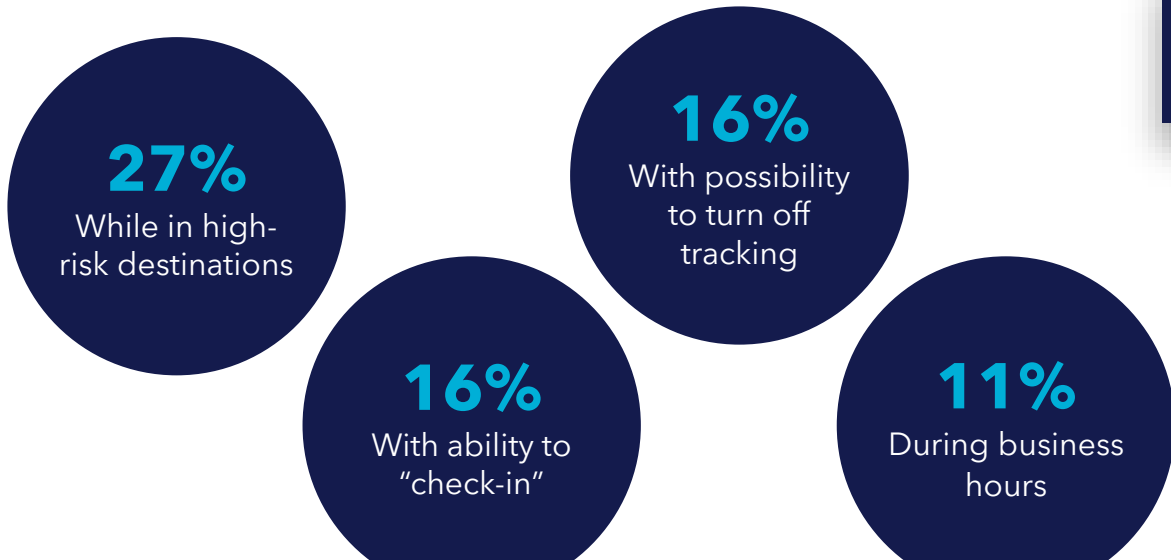 27%
While in high-
risk destinations
16%
With possibility
to turn off
tracking
16%
With ability to
“check-in”
11%
During business
hours